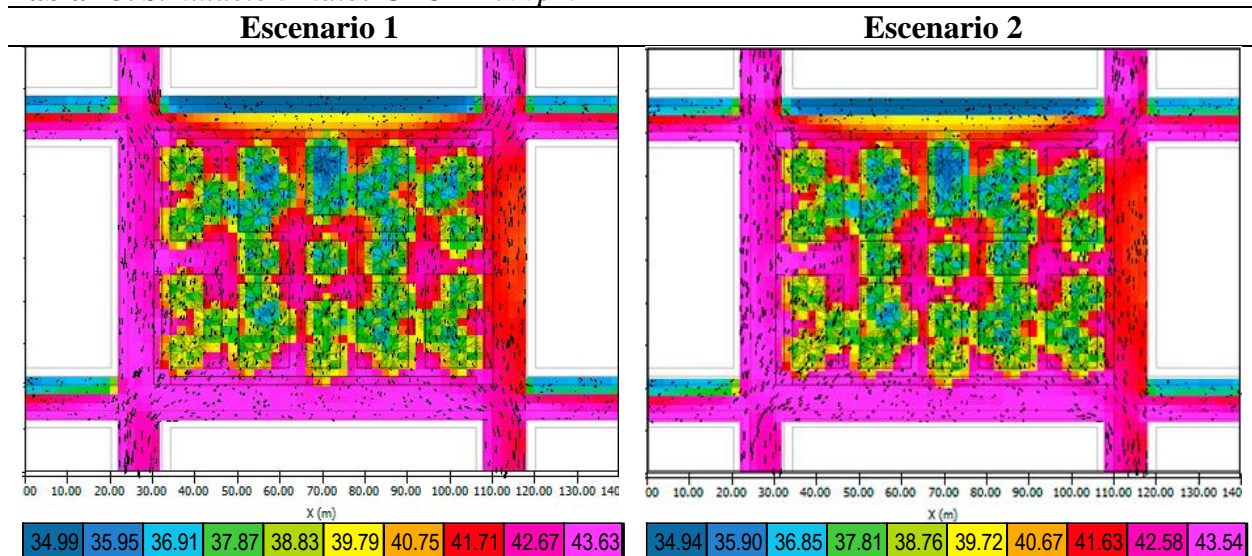 Escenario 1 Escenario 2
00 10.00 20.00 30.00 40.00 50.00 60.00 70.00 80.00 90.00 100.00 110.00 120.00 130.00 140 00 10.00 20.00 30.00 40.00 50.00 60.00 70.00 80.00 90.00 100.00 110.00 120.00 130.00 140
X (m) X (m)
34.99 35.95 36.91 37.87 38.83 39.79 40.75 41.71 42.67 43.63 34.94 35.90 36.85 37.81 38.76 39.72 40.67 41.63 42.58 43.54